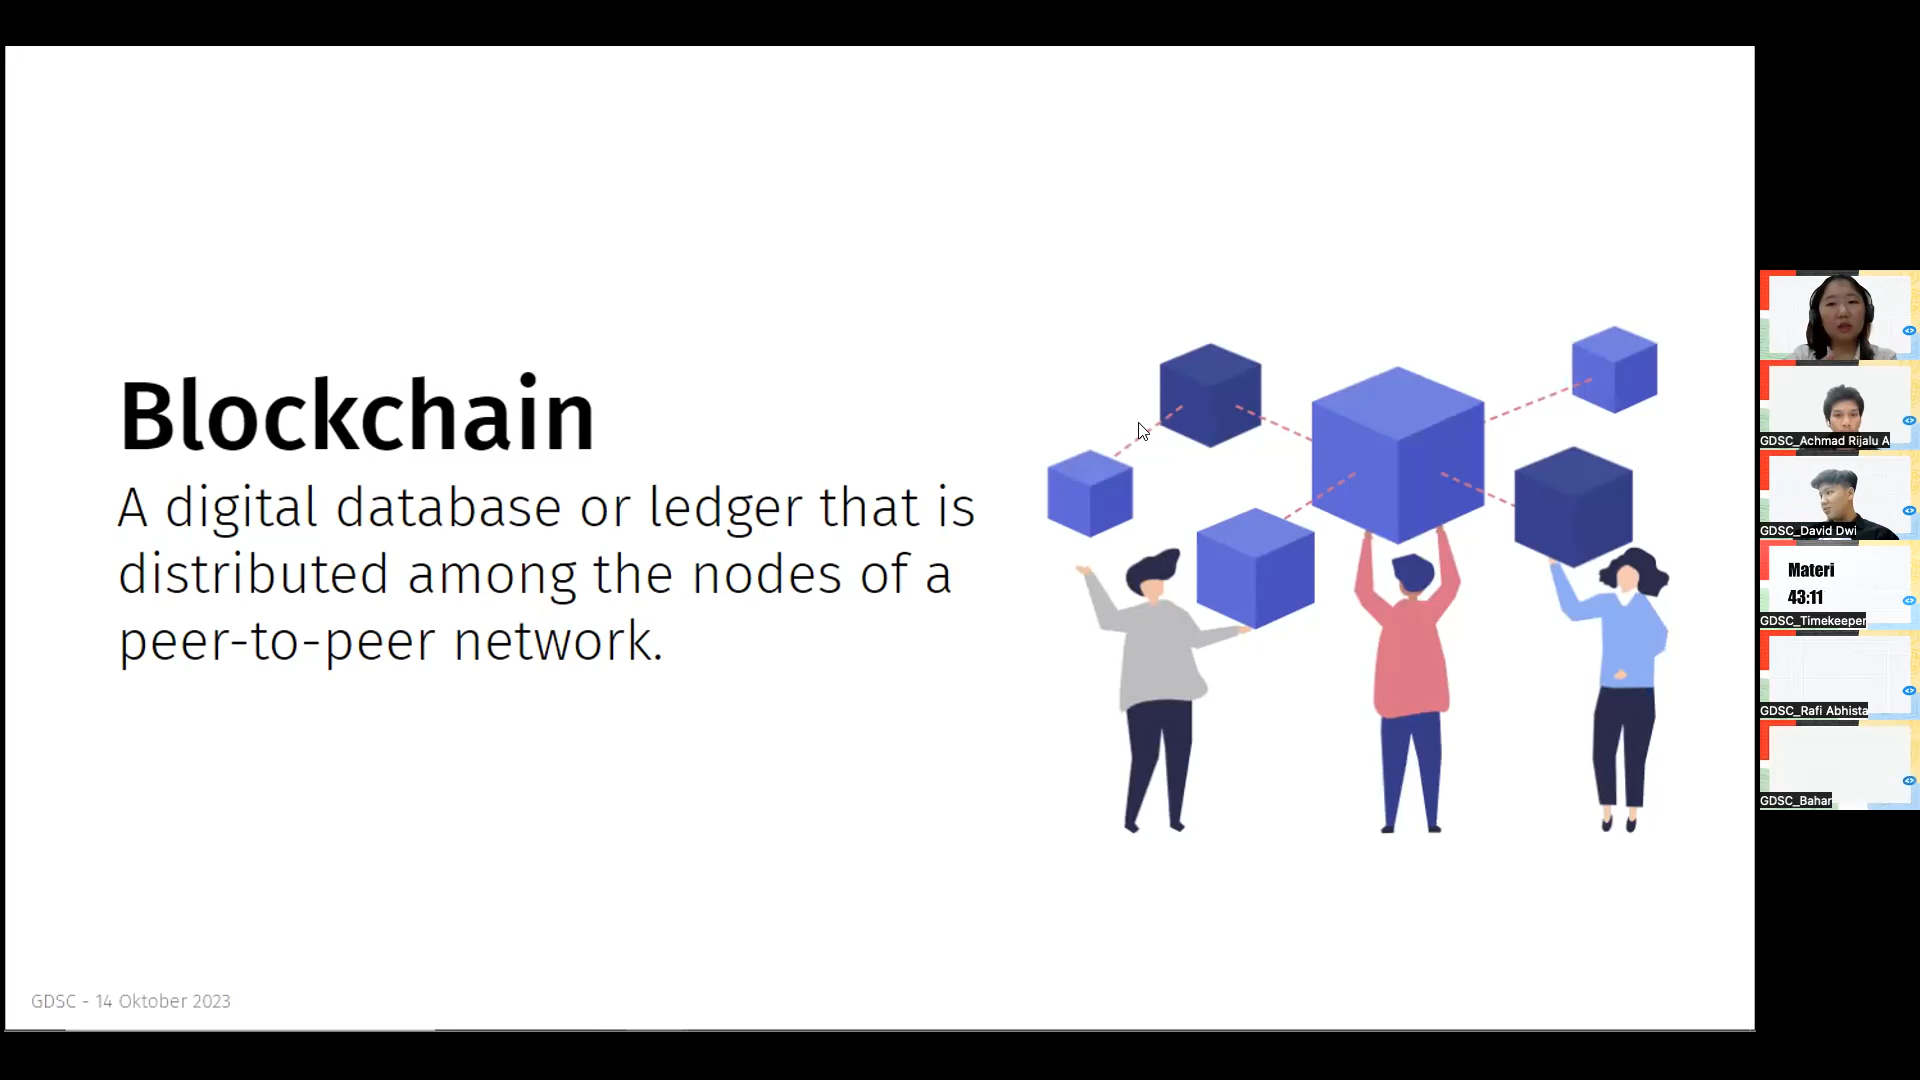 Blockchain
A digital database or ledger that is
distributed among the nodes of a
peer-to-peer network.
GDSC - 14 Oktober 2023
GDSC_Achmad Rijalu A
GDSC_David Dwi
Materi
43:11
GDSC_Timekeeper
GDSC_Rafi Abhista
GDSC_Bahar